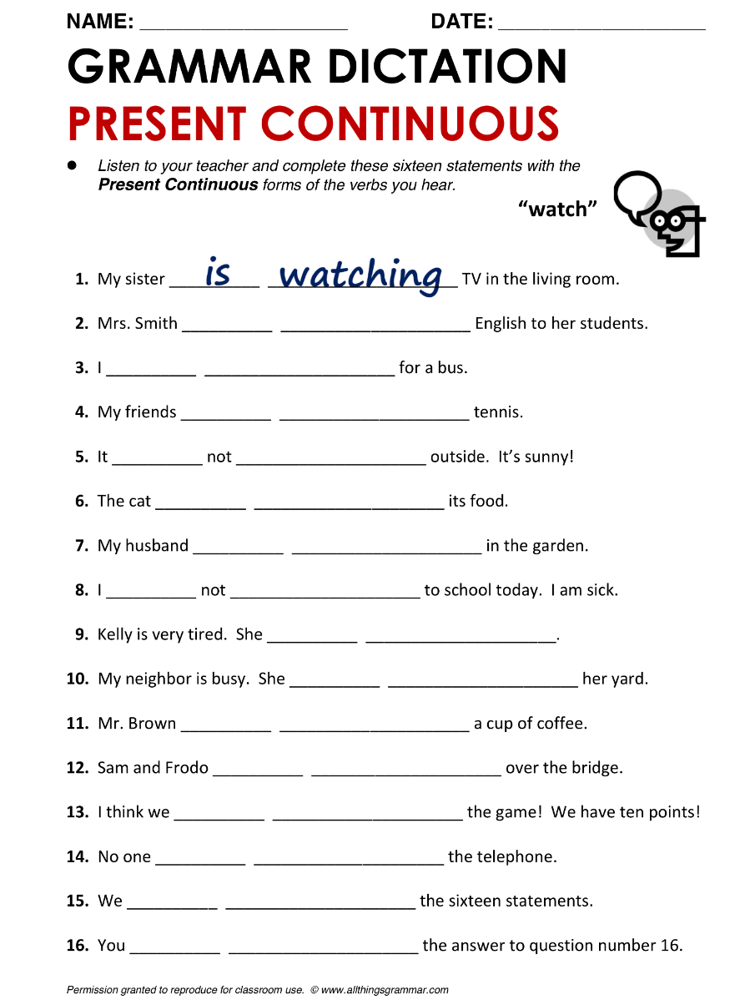 NAME: ____________________ DATE: ____________________
GRAMMAR DICTATION
PRESENT CONTINUOUS
● Listen to your teacher and complete these sixteen statements with the
Present Continuous forms of the verbs you hear.
“watch”
1. My sister __is__ __watching__ TV in the living room.
2. Mrs. Smith __________ _____________________ English to her students.
3. I __________ _____________________ for a bus.
4. My friends __________ _____________________ tennis.
5. It __________ not _____________________ outside. It’s sunny!
6. The cat __________ _____________________ its food.
7. My husband __________ _____________________ in the garden.
8. I __________ not _____________________ to school today. I am sick.
9. Kelly is very tired. She __________ _____________________.
10. My neighbor is busy. She __________ _____________________ her yard.
11. Mr. Brown __________ _____________________ a cup of coffee.
12. Sam and Frodo __________ _____________________ over the bridge.
13. I think we __________ _____________________ the game! We have ten points!
14. No one __________ _____________________ the telephone.
15. We __________ _____________________ the sixteen statements.
16. You __________ _____________________ the answer to question number 16.
Permission granted to reproduce for classroom use. © www.allthingsgrammar.com